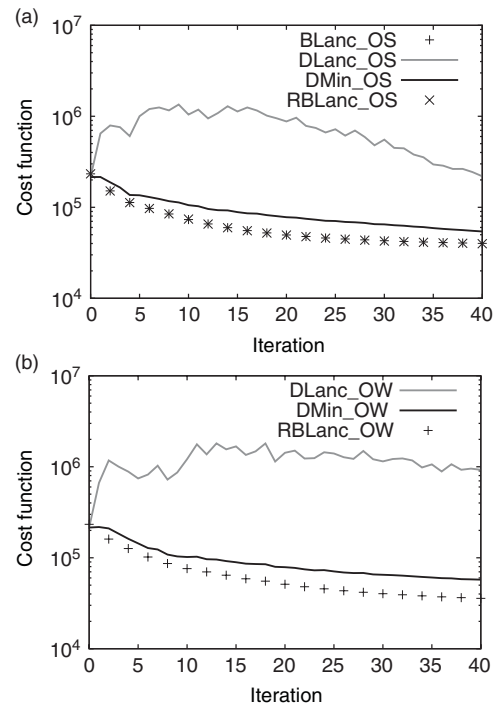 (a)
10^7
10^6
10^5
10^4
Cost function
BLanc_OS
DLanc_OS
DMin_OS
RBLanc_OS
0 5 10 15 20 25 30 35 40
Iteration
(b)
10^7
10^6
10^5
10^4
Cost function
DLanc_OW
DMin_OW
RBLanc_OW
0 5 10 15 20 25 30 35 40
Iteration